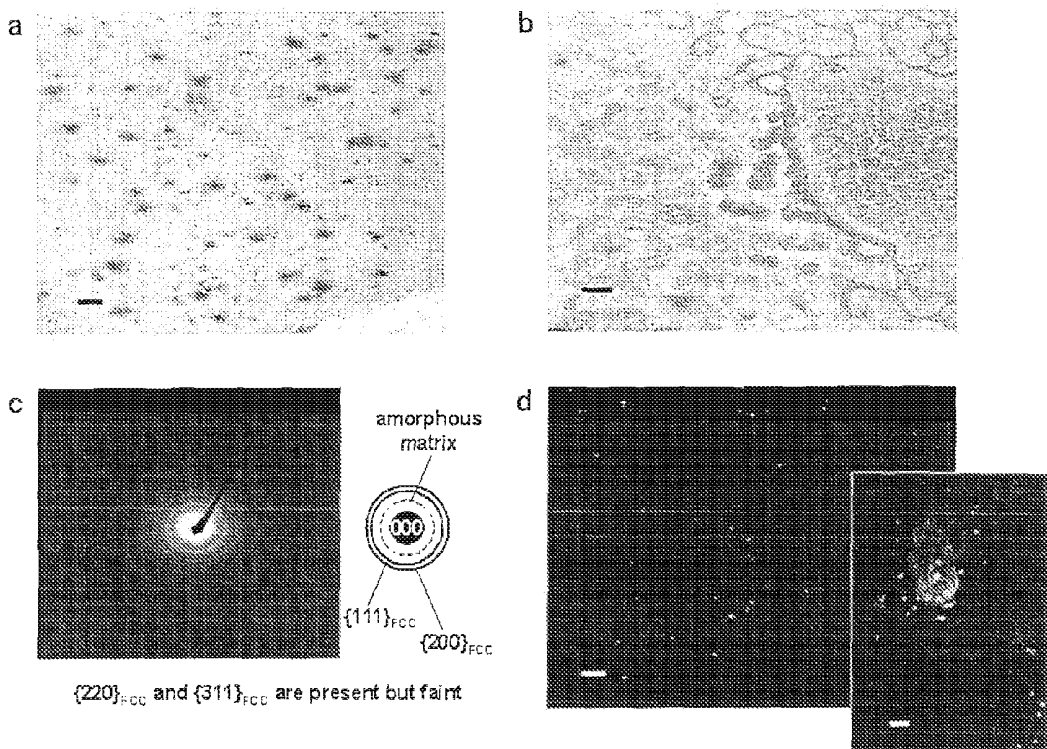 a
b
c
amorphous
matrix
000
{111}FCC
{200}FCC
{220}FCC and {311}FCC are present but faint
d